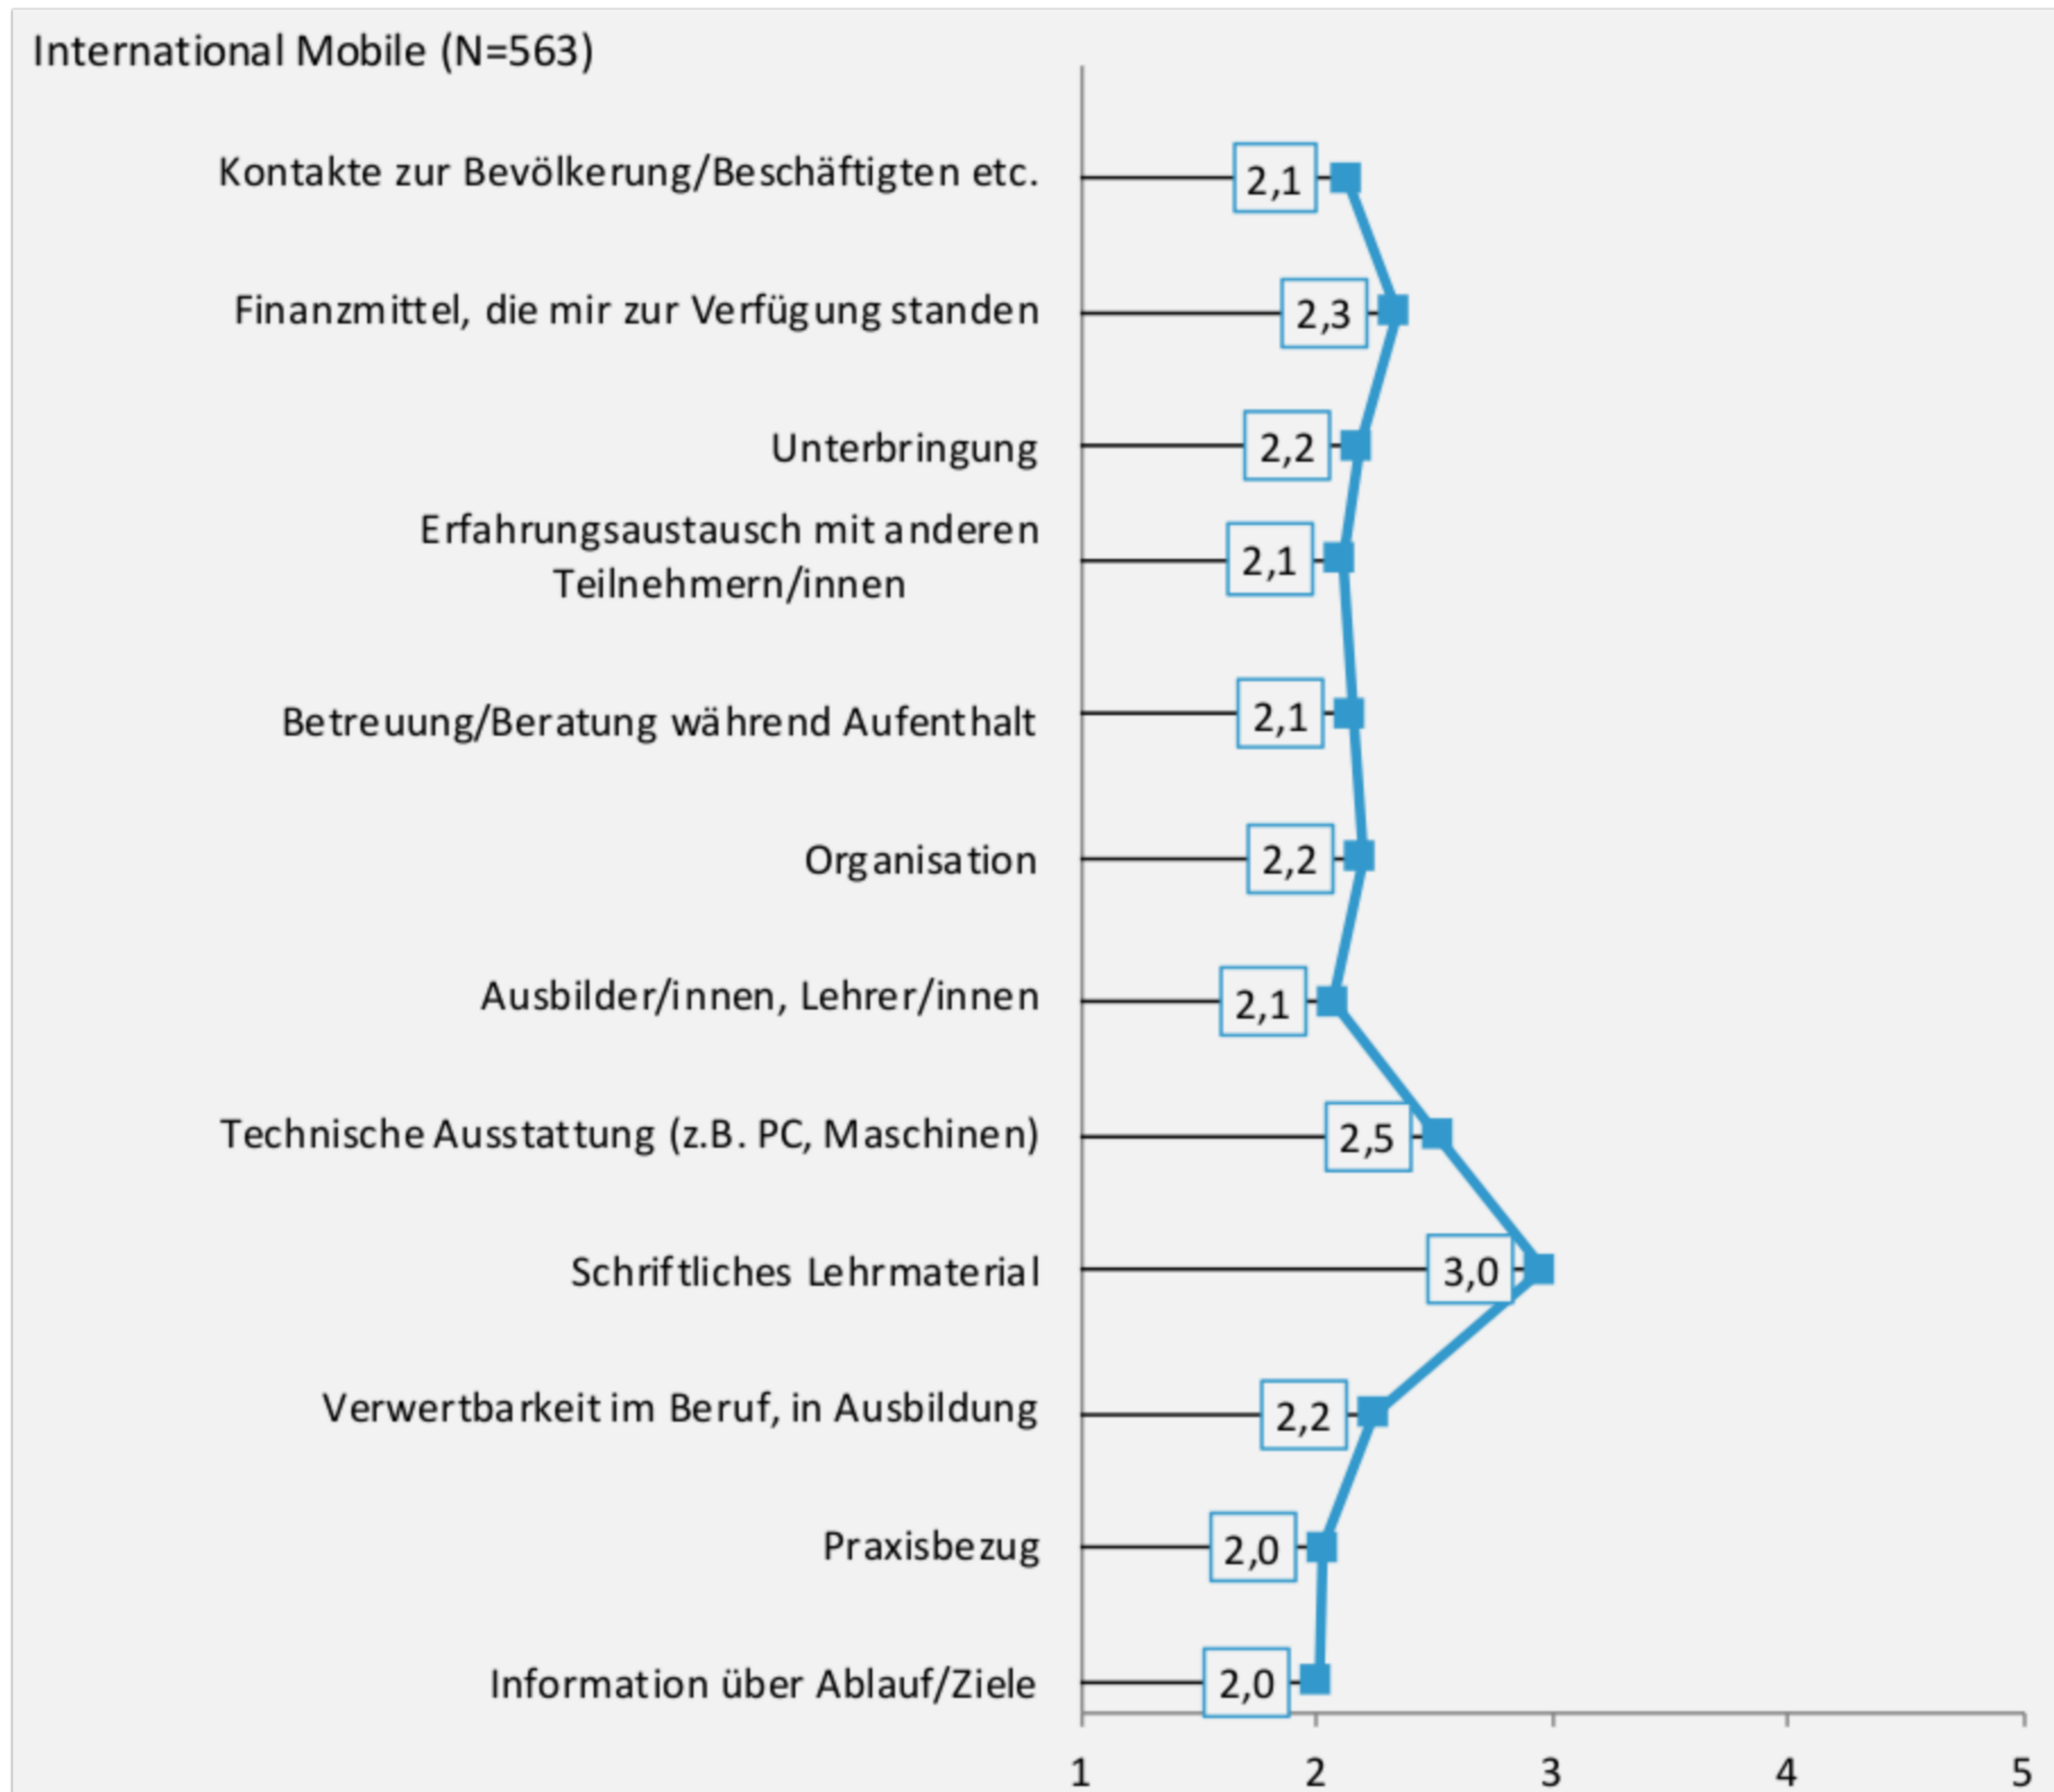 International Mobile (N=563)
Kontakte zur Bevölkerung/Beschäftigten etc.
2,1
Finanzmittel, die mir zur Verfügung standen
2,3
Unterbringung
2,2
Erfahrungsaustausch mit anderen
Teilnehmern/innen
2,1
Betreuung/Beratung während Aufenthalt
2,1
Organisation
2,2
Ausbilder/innen, Lehrer/innen
2,1
Technische Ausstattung (z.B. PC, Maschinen)
2,5
Schriftliches Lehrmaterial
3,0
Verwertbarkeit im Beruf, in Ausbildung
2,2
Praxisbezug
2,0
Information über Ablauf/Ziele
2,0
1 2 3 4 5